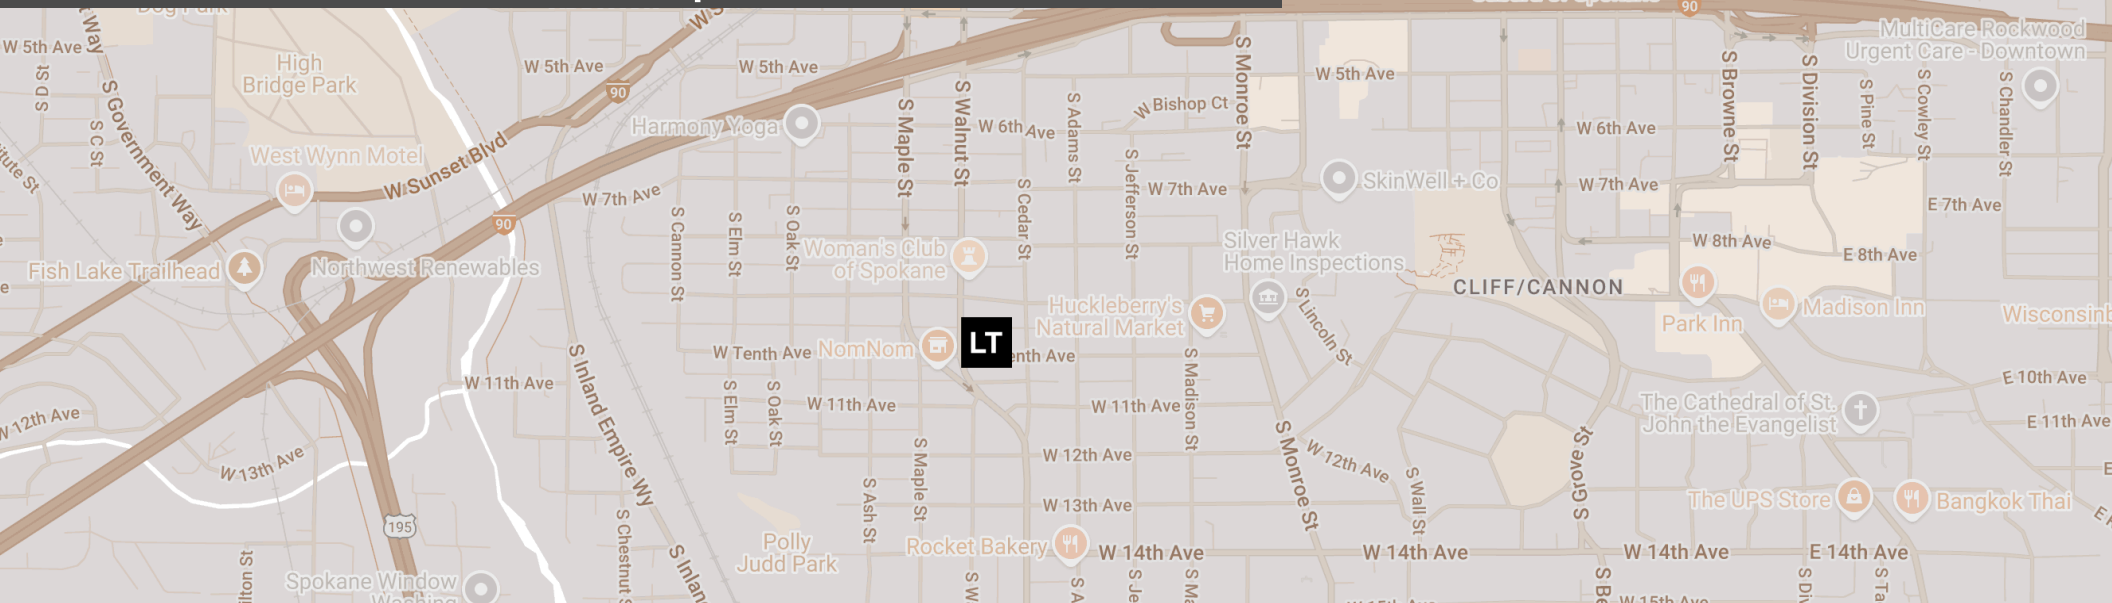 90
W 5th Ave
S Government Way
S D St
S C St
High
Bridge Park
W 5th Ave
90
W 5th Ave
Harmony Yoga
West Wynn Motel
W Sunset Blvd
90
W 7th Ave
Fish Lake Trailhead
Northwest Renewables
S Maple St
S Walnut St
W 6th Ave
S Adams St
W Bishop Ct
S Monroe St
W 5th Ave
S Jefferson St
W 7th Ave
SkinWell + Co
W 6th Ave
W 7th Ave
S Browne St
S Division St
S Pine St
S Cowley St
S Chandler St
MultiCare Rockwood
Urgent Care - Downtown
E 7th Ave
W 8th Ave
E 8th Ave
S Cannon St
S Elm St
S Oak St
Woman's Club
of Spokane
S Cedar St
Silver Hawk
Home Inspections
CLIFF/CANNON
Huckleberry's
Natural Market
S Lincoln St
Park Inn
Madison Inn
W Tenth Ave
NomNom
LT
enth Ave
S Inland Empire Wy
W 11th Ave
S Elm St
S Oak St
W 11th Ave
W 11th Ave
S Madison St
E 10th Ave
E 11th Ave
The Cathedral of St.
John the Evangelist
W 12th Ave
W 13th Ave
S Maple St
S Ash St
W 12th Ave
S Monroe St
W 12th Ave
S Wall St
S Grove St
W 13th Ave
The UPS Store
Bangkok Thai
195
S Chestnut S
Polly
Judd Park
Rocket Bakery
W 14th Ave
W 14th Ave
W 14th Ave
E 14th Ave
Spokane Window